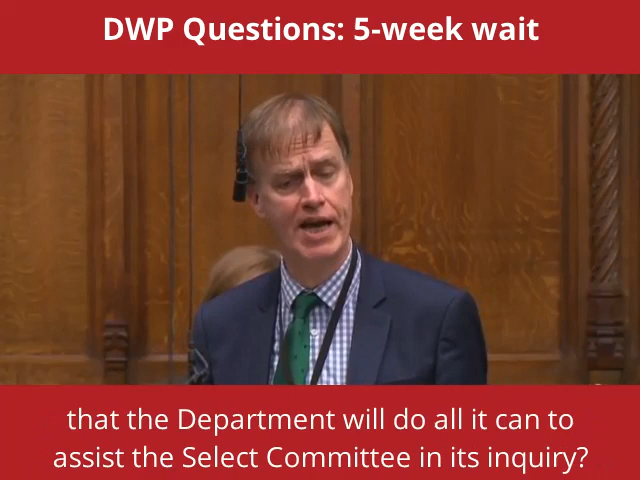 DWP Questions: 5-week wait
that the Department will do all it can to
assist the Select Committee in its inquiry?